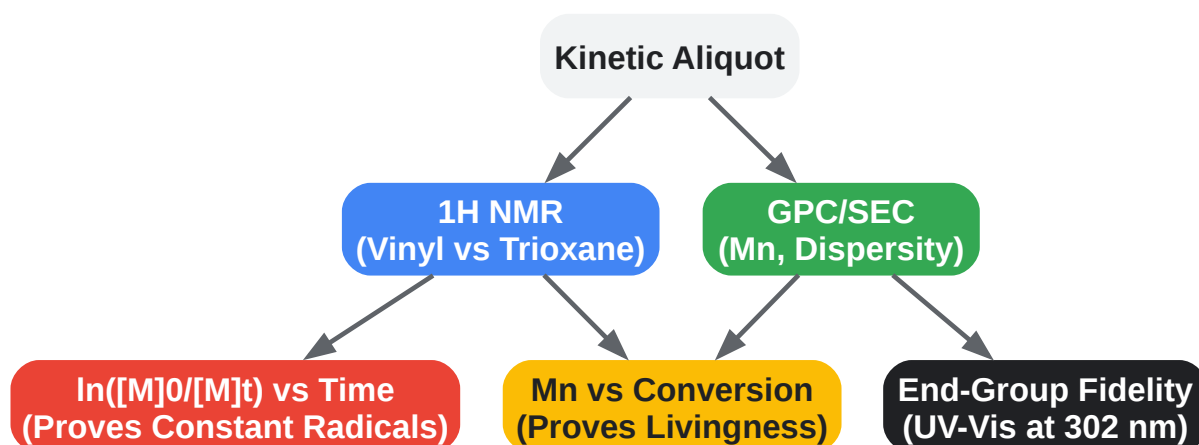 Kinetic Aliquot
1H NMR
(Vinyl vs Trioxane)
GPC/SEC
(Mn, Dispersity)
ln([M]0/[M]t) vs Time
(Proves Constant Radicals)
Mn vs Conversion
(Proves Livingness)
End-Group Fidelity
(UV-Vis at 302 nm)